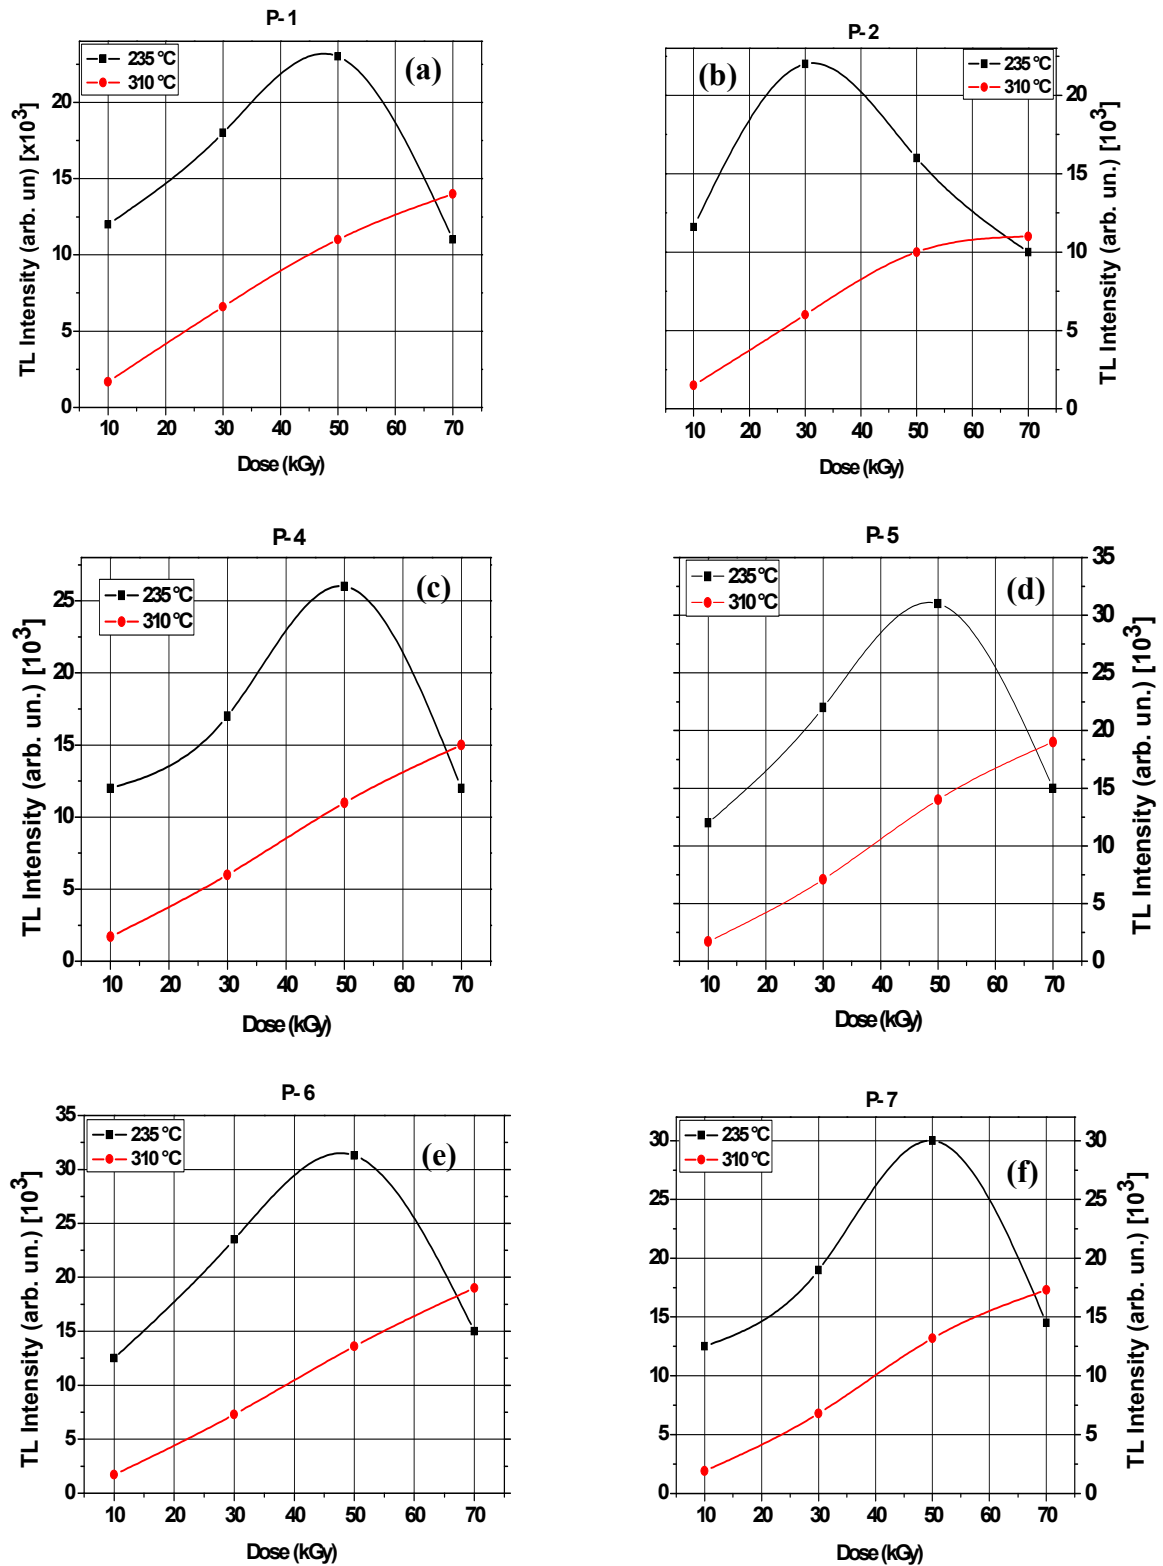 P-1
235 °C
310 °C
(a)
TL Intensity (arb. un) [x10³]
0
5
10
15
20
10 20 30 40 50 60 70
Dose (kGy)
P-2
235 °C
310 °C
(b)
TL Intensity (arb. un.) [10³]
0
5
10
15
20
10 20 30 40 50 60 70
Dose (kGy)
P-4
235 °C
310 °C
(c)
TL Intensity (arb. un.) [10³]
0
5
10
15
20
25
10 20 30 40 50 60 70
Dose (kGy)
P-5
235 °C
310 °C
(d)
TL Intensity (arb. un.) [10³]
0
5
10
15
20
25
30
35
10 20 30 40 50 60 70
Dose (kGy)
P-6
235 °C
310 °C
(e)
TL Intensity (arb. un.) [10³]
0
5
10
15
20
25
30
35
10 20 30 40 50 60 70
Dose (kGy)
P-7
235 °C
310 °C
(f)
TL Intensity (arb. un.) [10³]
0 0
5 5
10 10
15 15
20 20
25 25
30 30
10 20 30 40 50 60 70
Dose (kGy)